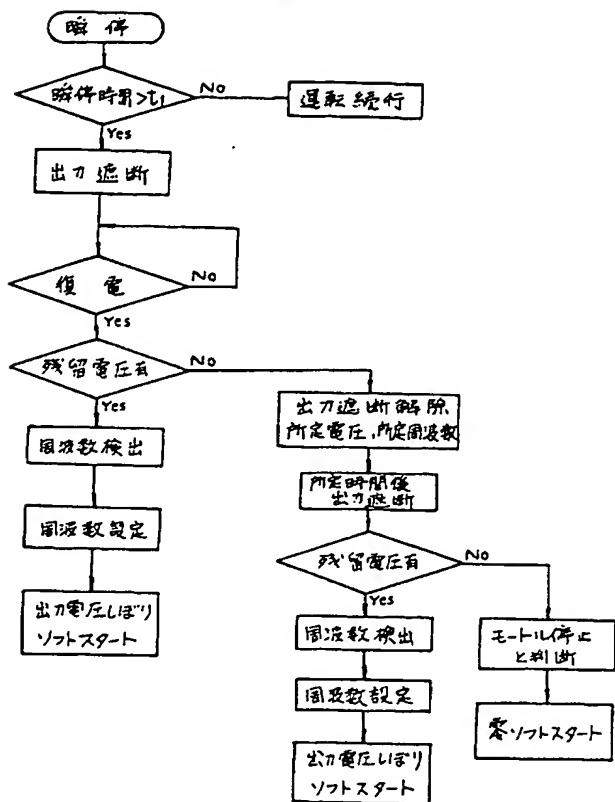 瞬停
瞬停時界>t₁
No
運転続行
Yes
出力遮断
復電
No
Yes
残留電圧有
No
Yes
周波数検出
周波数設定
出力電圧しぼり
ソフトスタート
出力遮断解除
所定電圧、所定周波数
所定時間後
出力遮断
残留電圧有
No
Yes
周波数検出
周波数設定
出力電圧しぼり
ソフトスタート
モートル停止
と判断
零ソフトスタート